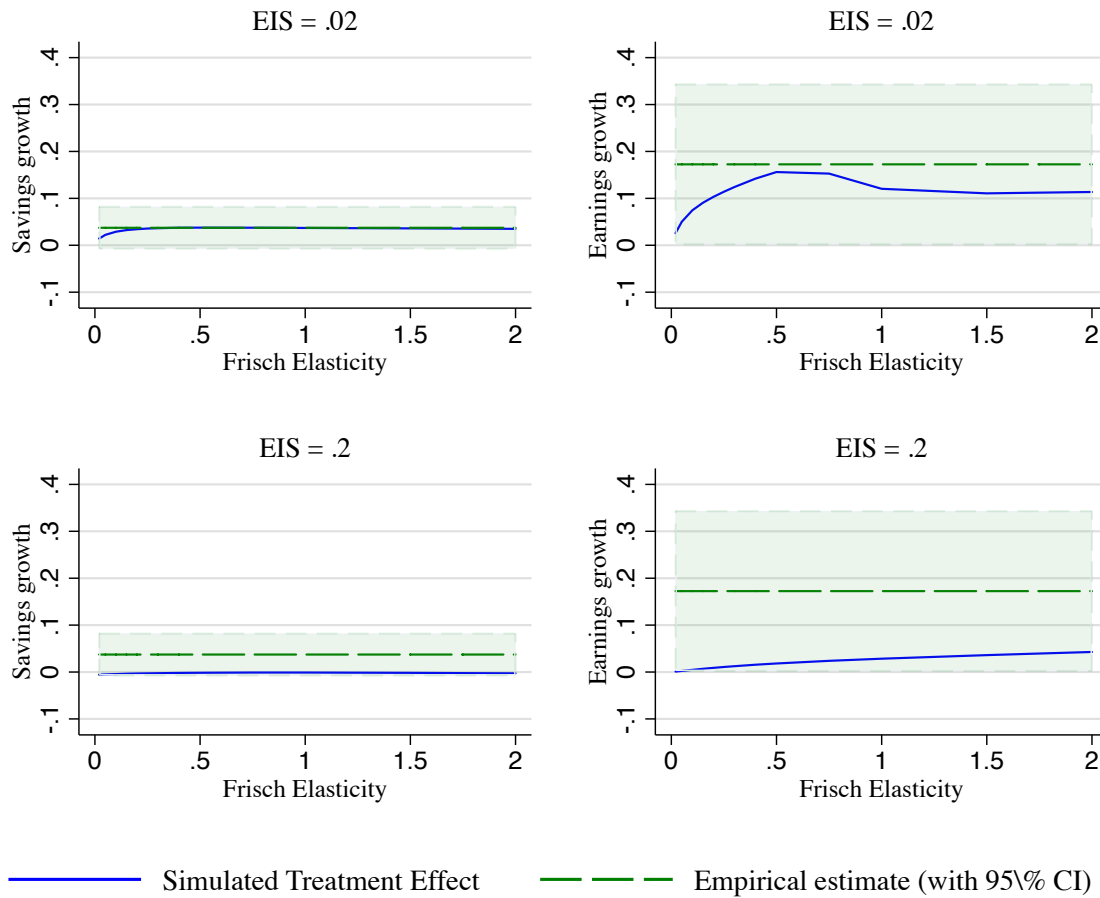 EIS = .02
Savings growth
.4
.3
.2
.1
0
-.1
0 .5 1 1.5 2
Frisch Elasticity
EIS = .02
Earnings growth
.4
.3
.2
.1
0
-.1
0 .5 1 1.5 2
Frisch Elasticity
EIS = .2
Savings growth
.4
.3
.2
.1
0
-.1
0 .5 1 1.5 2
Frisch Elasticity
EIS = .2
Earnings growth
.4
.3
.2
.1
0
-.1
0 .5 1 1.5 2
Frisch Elasticity
Simulated Treatment Effect
Empirical estimate (with 95\% CI)